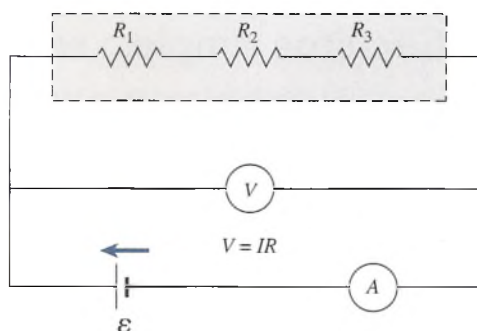 R₁ R₂ R₃
V
V = IR
A
ε